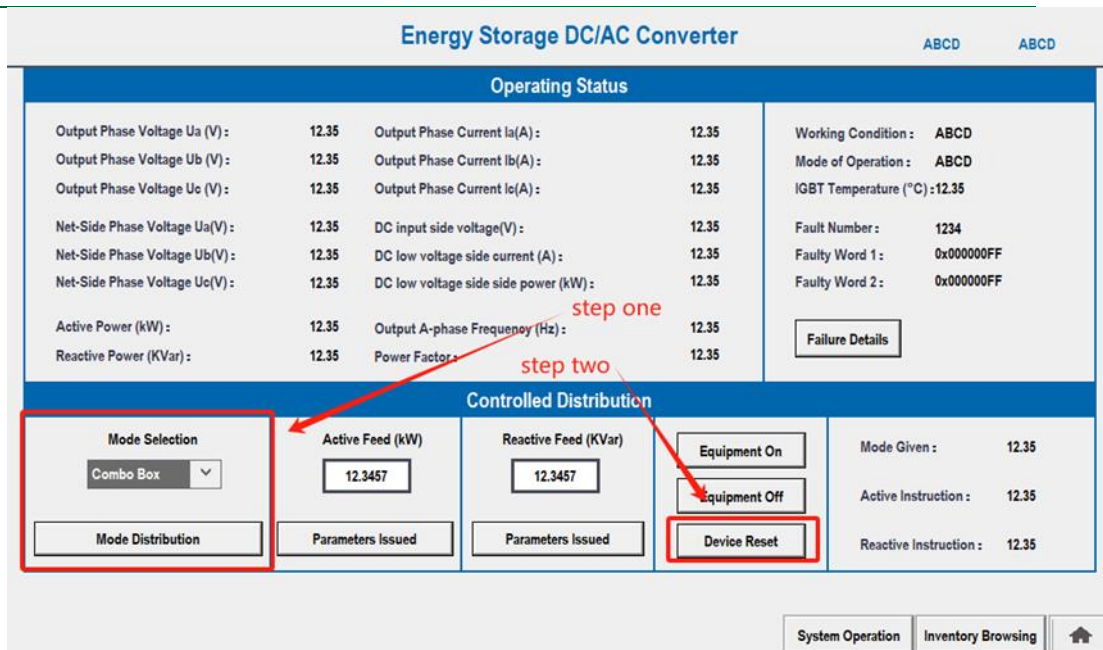 Energy Storage DC/AC Converter
ABCD ABCD
Operating Status
Output Phase Voltage Ua (V): 12.35 Output Phase Current Ia(A): 12.35 Working Condition: ABCD
Output Phase Voltage Ub (V): 12.35 Output Phase Current Ib(A): 12.35 Mode of Operation: ABCD
Output Phase Voltage Uc (V): 12.35 Output Phase Current Ic(A): 12.35 IGBT Temperature (°C):12.35
Net-Side Phase Voltage Ua(V): 12.35 DC input side voltage(V): 12.35 Fault Number: 1234
Net-Side Phase Voltage Ub(V): 12.35 DC low voltage side current (A): 12.35 Faulty Word 1: 0x000000FF
Net-Side Phase Voltage Uc(V): 12.35 DC low voltage side side power (kW): 12.35 Faulty Word 2: 0x000000FF
step one
Active Power (kW): 12.35 Output A-phase Frequency (Hz): 12.35 Failure Details
Reactive Power (KVar): 12.35 Power Factor: 12.35
step two
Controlled Distribution
Mode Selection Active Feed (kW) Reactive Feed (KVar) Equipment On Mode Given: 12.35
Combo Box 12.3457 12.3457 Equipment Off Active Instruction: 12.35
Mode Distribution Parameters Issued Parameters Issued Device Reset Reactive Instruction: 12.35
System Operation Inventory Browsing